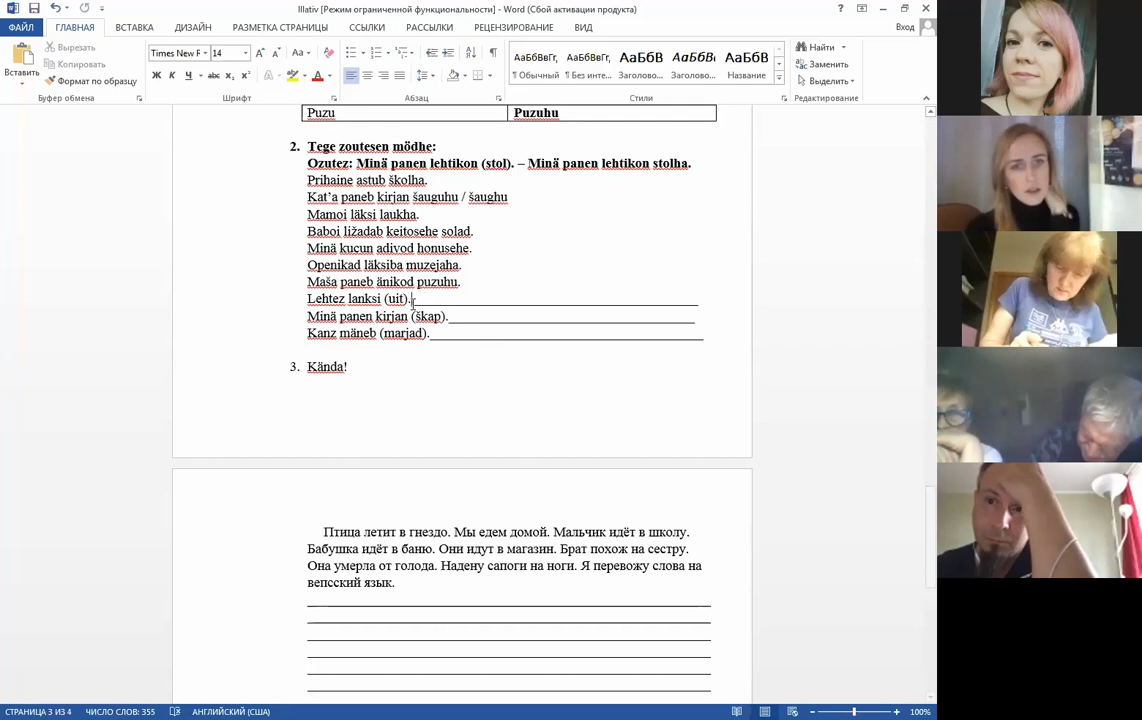 Illativ [Режим ограниченной функциональности] - Word (Сбой активации продукта)
ФАЙЛ ГЛАВНАЯ ВСТАВКА ДИЗАЙН РАЗМЕТКА СТРАНИЦЫ ССЫЛКИ РАССЫЛКИ РЕЦЕНЗИРОВАНИЕ ВИД Вход
Вставить
Вырезать
Копировать
Формат по образцу
Буфер обмена
Times New F 14
Шрифт
Абзац
АаБбВвГг, АаБбВвГг, АаБбВ АаБбВв АаБбВ
¶ Обычный ¶ Без инте... Заголово... Заголово... Название
Стили
Найти
Заменить
Выделить
Редактирование
Puzu Puzuhu
2. Tege zoutesen mödhe:
Ozutez: Minä panen lehtikon (stol). – Minä panen lehtikon stolha.
Prihaine astub školha.
Kat’a paneb kirjan šauguhu / šaughu
Mamoi läksi laukha.
Baboi ližadab keitosehe solad.
Minä kucun adivod honusehe.
Openikad läksiba muzejaha.
Maša paneb änikod puzuhu.
Lehtez lanksi (uit).
Minä panen kirjan (škap).
Kanz mäneb (marjad).
3. Kända!
Птица летит в гнездо. Мы едем домой. Мальчик идёт в школу.
Бабушка идёт в баню. Они идут в магазин. Брат похож на сестру.
Она умерла от голода. Надену сапоги на ноги. Я перевожу слова на
вепсский язык.
СТРАНИЦА 3 ИЗ 4 ЧИСЛО СЛОВ: 355 АНГЛИЙСКИЙ (США) 100%